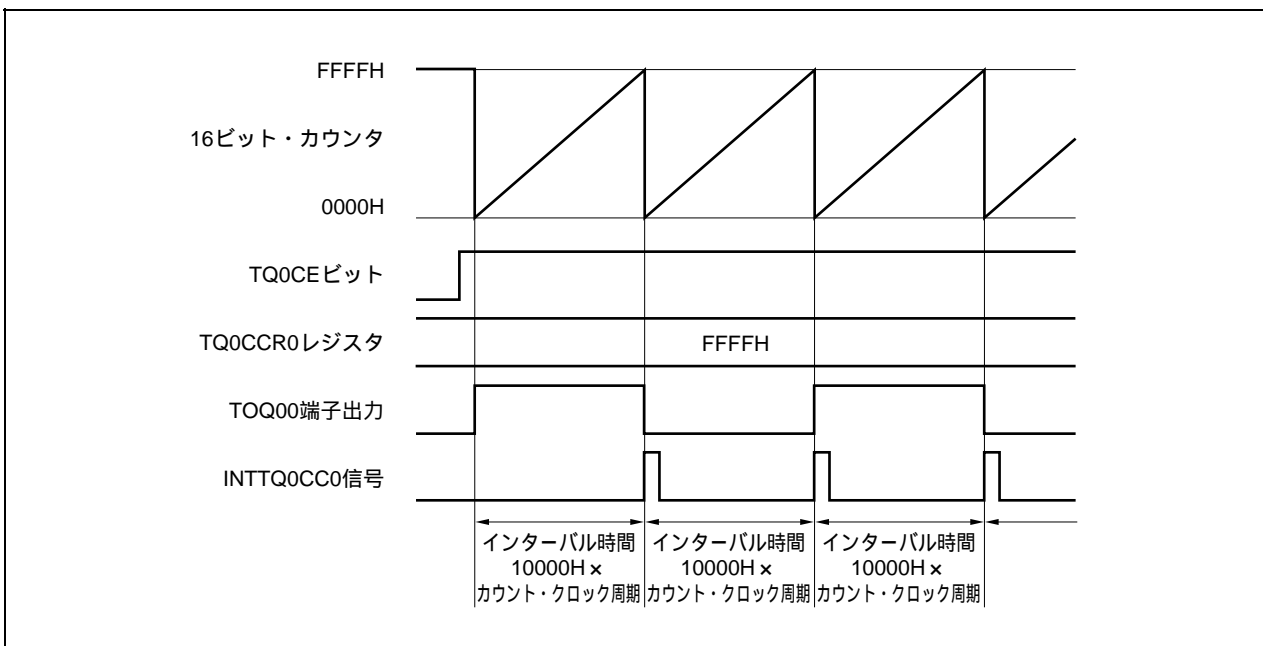 FFFFH
16ビット・カウンタ
0000H
TQ0CEビット
TQ0CCR0レジスタ
FFFFH
TOQ00端子出力
INTTQ0CC0信号
インターバル時間
10000H ×
カウント・クロック周期
インターバル時間
10000H ×
カウント・クロック周期
インターバル時間
10000H ×
カウント・クロック周期